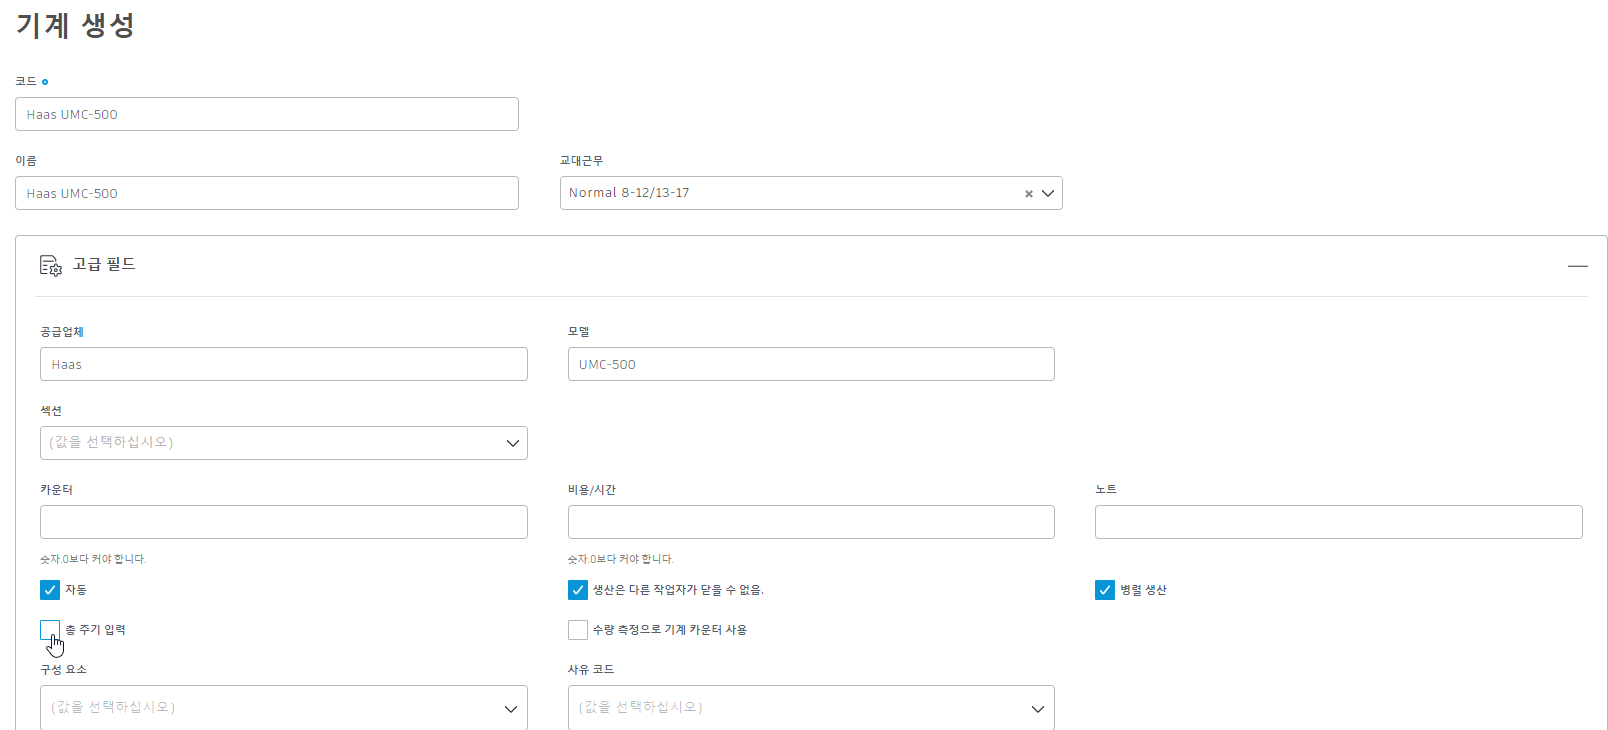 기계 생성
코드
Haas UMC-500
이름
교대근무
Haas UMC-500
Normal 8-12/13-17
고급 필드
공급업체
모델
Haas
UMC-500
섹션
(값을 선택하십시오)
카운터
비용/시간
노트
숫자.0보다 커야 합니다.
숫자.0보다 커야 합니다.
자동
생산은 다른 작업자가 닫을 수 없음.
병렬 생산
총 주기 입력
수량 측정으로 기계 카운터 사용
구성 요소
사유 코드
(값을 선택하십시오)
(값을 선택하십시오)